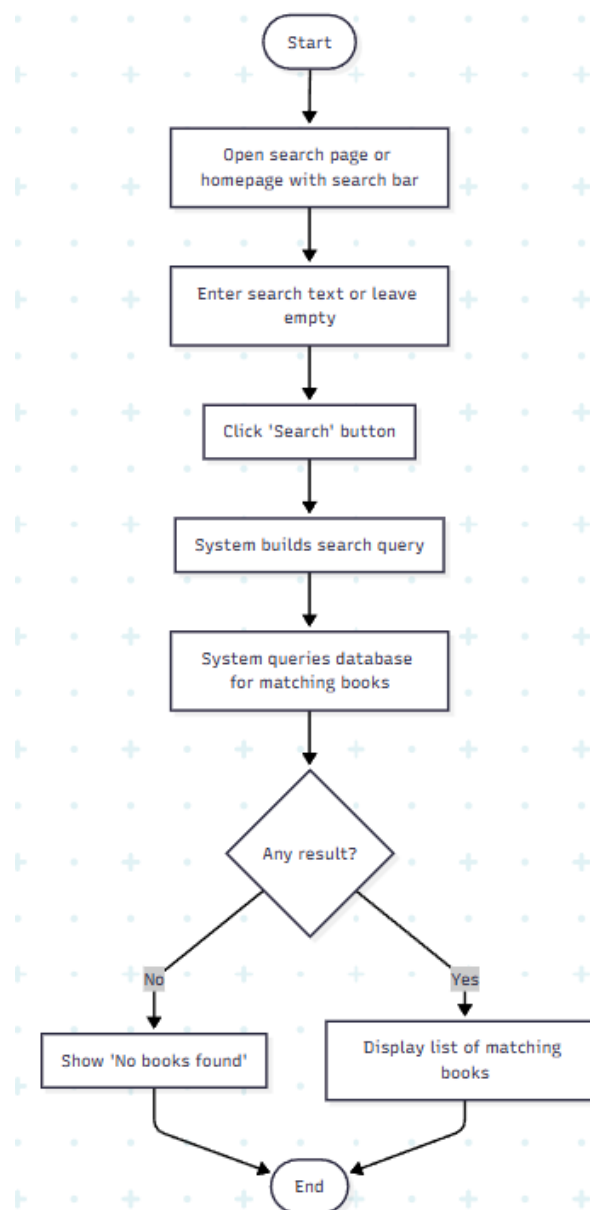 Start
Open search page or
homepage with search bar
Enter search text or leave
empty
Click 'Search' button
System builds search query
System queries database
for matching books
Any result?
No
Yes
Show 'No books found'
Display list of matching
books
End